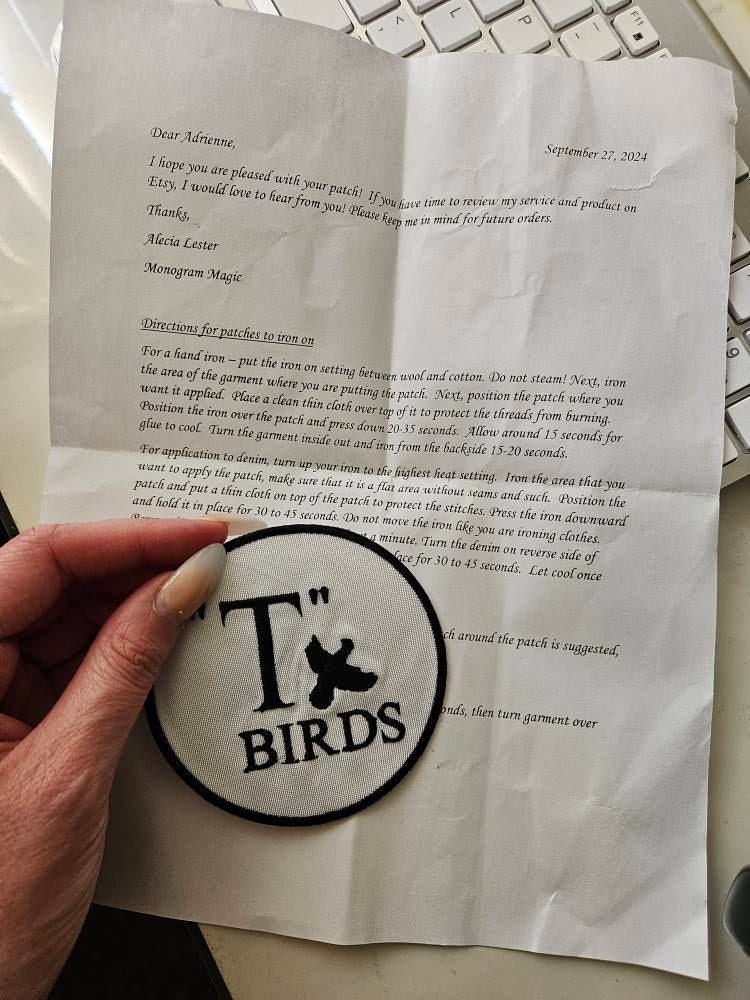 Dear Adrienne,
September 27, 2024
I hope you are pleased with your patch! If you have time to review my service and product on
Etsy, I would love to hear from you! Please keep me in mind for future orders.
Thanks,
Alecia Lester
Monogram Magic
Directions for patches to iron on
For a hand iron – put the iron on setting between wool and cotton. Do not steam! Next, iron
the area of the garment where you are putting the patch. Next, position the patch where you
want it applied. Place a clean thin cloth over top of it to protect the threads from burning.
Position the iron over the patch and press down 20-35 seconds. Allow around 15 seconds for
glue to cool. Turn the garment inside out and iron from the backside 15-20 seconds.
For application to denim, turn up your iron to the highest heat setting. Iron the area that you
want to apply the patch, make sure that it is a flat area without seams and such. Position the
patch and put a thin cloth on top of the patch to protect the stitches. Press the iron downward
and hold it in place for 30 to 45 seconds. Do not move the iron like you are ironing clothes.
a minute. Turn the denim on reverse side of
place for 30 to 45 seconds. Let cool once
around the patch is suggested,
then turn garment over
"T"
BIRDS
F11
L
P
9